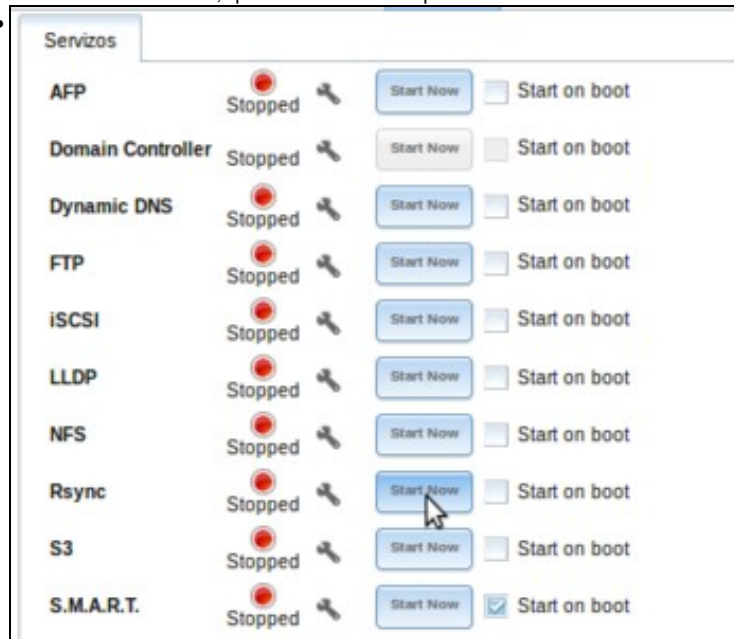 Servizos
AFP Stopped Start Now Start on boot
Domain Controller Stopped Start Now Start on boot
Dynamic DNS Stopped Start Now Start on boot
FTP Stopped Start Now Start on boot
iSCSI Stopped Start Now Start on boot
LLDP Stopped Start Now Start on boot
NFS Stopped Start Now Start on boot
Rsync Stopped Start Now Start on boot
S3 Stopped Start Now Start on boot
S.M.A.R.T. Stopped Start Now Start on boot